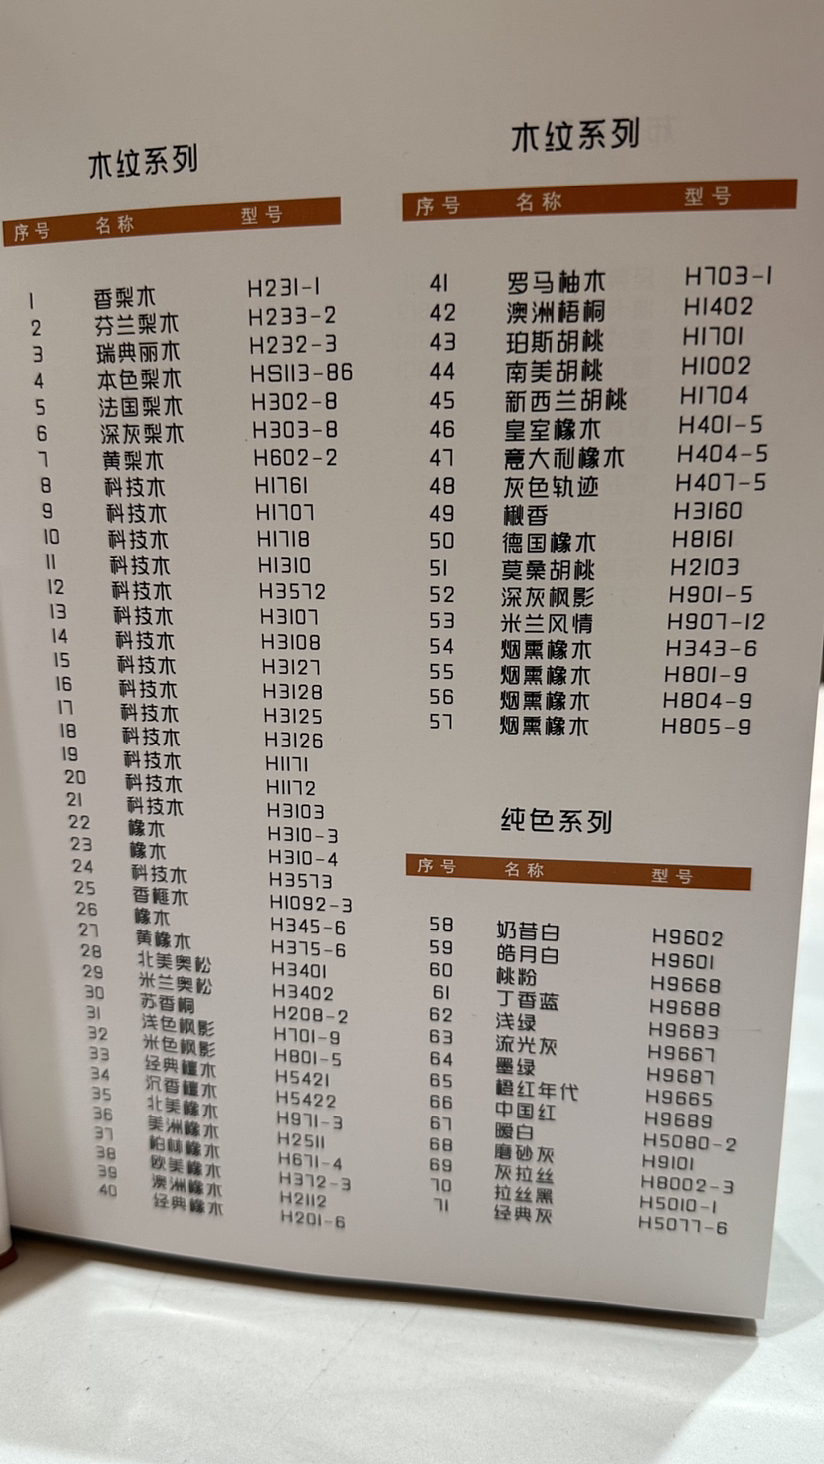 木纹系列
序号 名称 型号
1 香梨木 H231-1
2 芬兰梨木 H233-2
3 瑞典丽木 H232-3
4 本色梨木 HS113-86
5 法国梨木 H302-8
6 深灰梨木 H303-8
7 黄梨木 H602-2
8 科技木 H1761
9 科技木 H1707
10 科技木 H1718
11 科技木 H1310
12 科技木 H3572
13 科技木 H3107
14 科技木 H3108
15 科技木 H3127
16 科技木 H3128
17 科技木 H3125
18 科技木 H3126
19 科技木 H1171
20 科技木 H1172
21 科技木 H3103
22 橡木 H310-3
23 橡木 H310-4
24 科技木 H3573
25 香榧木 H1092-3
26 橡木 H345-6
27 黄橡木 H375-6
28 北美奥松 H3401
29 米兰奥松 H3402
30 苏香桐 H208-2
31 浅色枫影 H701-9
32 米色枫影 H801-5
33 经典檀木 H5421
34 沉香檀木 H5422
35 北美橡木 H971-3
36 美洲橡木 H2511
37 柏林橡木 H671-4
38 欧美橡木 H372-3
39 澳洲橡木 H2112
40 经典橡木 H201-6
木纹系列
序号 名称 型号
41 罗马柚木 H703-1
42 澳洲梧桐 H1402
43 珀斯胡桃 H1701
44 南美胡桃 H1002
45 新西兰胡桃 H1704
46 皇室橡木 H401-5
47 意大利橡木 H404-5
48 灰色轨迹 H407-5
49 楸香 H3160
50 德国橡木 H8161
51 莫桑胡桃 H2103
52 深灰枫影 H901-5
53 米兰风情 H907-12
54 烟熏橡木 H343-6
55 烟熏橡木 H801-9
56 烟熏橡木 H804-9
57 烟熏橡木 H805-9
纯色系列
序号 名称 型号
58 奶昔白 H9602
59 皓月白 H9601
60 桃粉 H9668
61 丁香蓝 H9688
62 浅绿 H9683
63 流光灰 H9667
64 墨绿 H9687
65 橙红年代 H9665
66 中国红 H9689
67 暧白 H5080-2
68 磨砂灰 H9101
69 灰拉丝 H8002-3
70 拉丝黑 H5010-1
71 经典灰 H5077-6